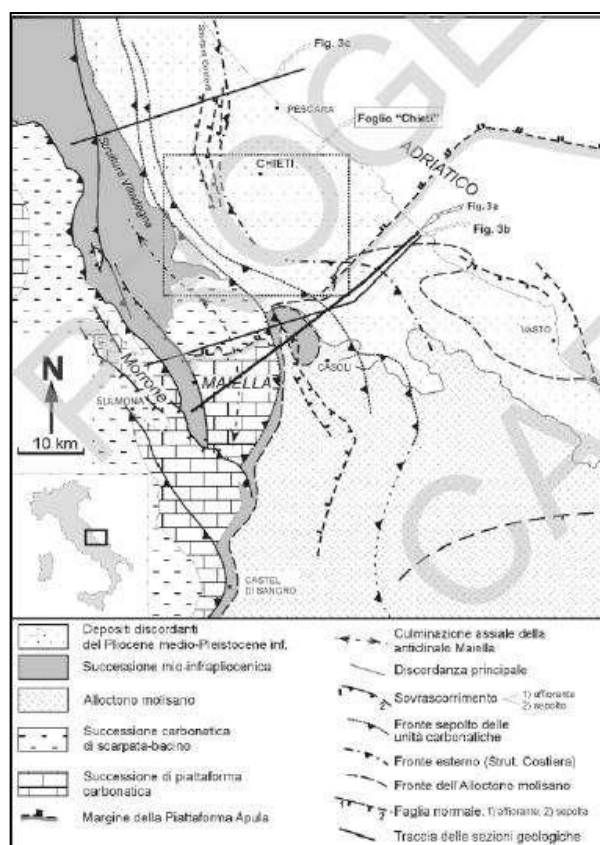 Fig. 3c
Struttura Costiera
PESCARA
Foglio "Chieti"
CHIETI
ADRIATICO
Struttura Villadegna
Fig. 3a
Fig. 3b
VASTO
CASOLI
MAIELLA
Morrone
SULMONA
N
10 km
CASTEL
DI SANGRO
Depositi discordanti
del Pliocene medio-Pleistocene inf.
Successione mio-infrapliocenica
Alloctono molisano
Successione carbonatica
di scarpata-bacino
Successione di piattaforma
carbonatica
Margine della Piattaforma Apula
Culminazione assiale della
anticlinale Maiella
Discordanza principale
Sovrascorrimento 1) affiorante
2) sepolto
Fronte sepolto delle
unità carbonatiche
Fronte esterno (Strut. Costiera)
Fronte dell'Alloctono molisano
Faglia normale, 1) affiorante, 2) sepolta
Traccia delle sezioni geologiche